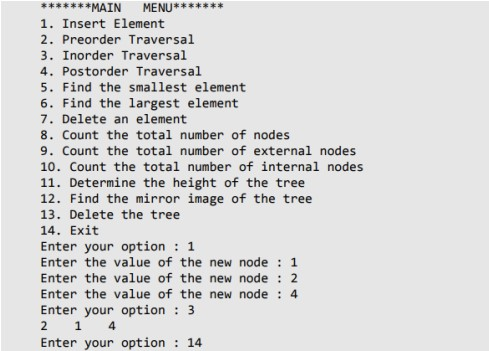 *******MAIN   MENU*******
1. Insert Element
2. Preorder Traversal
3. Inorder Traversal
4. Postorder Traversal
5. Find the smallest element
6. Find the largest element
7. Delete an element
8. Count the total number of nodes
9. Count the total number of external nodes
10. Count the total number of internal nodes
11. Determine the height of the tree
12. Find the mirror image of the tree
13. Delete the tree
14. Exit
Enter your option : 1
Enter the value of the new node : 1
Enter the value of the new node : 2
Enter the value of the new node : 4
Enter your option : 3
2   1   4
Enter your option : 14